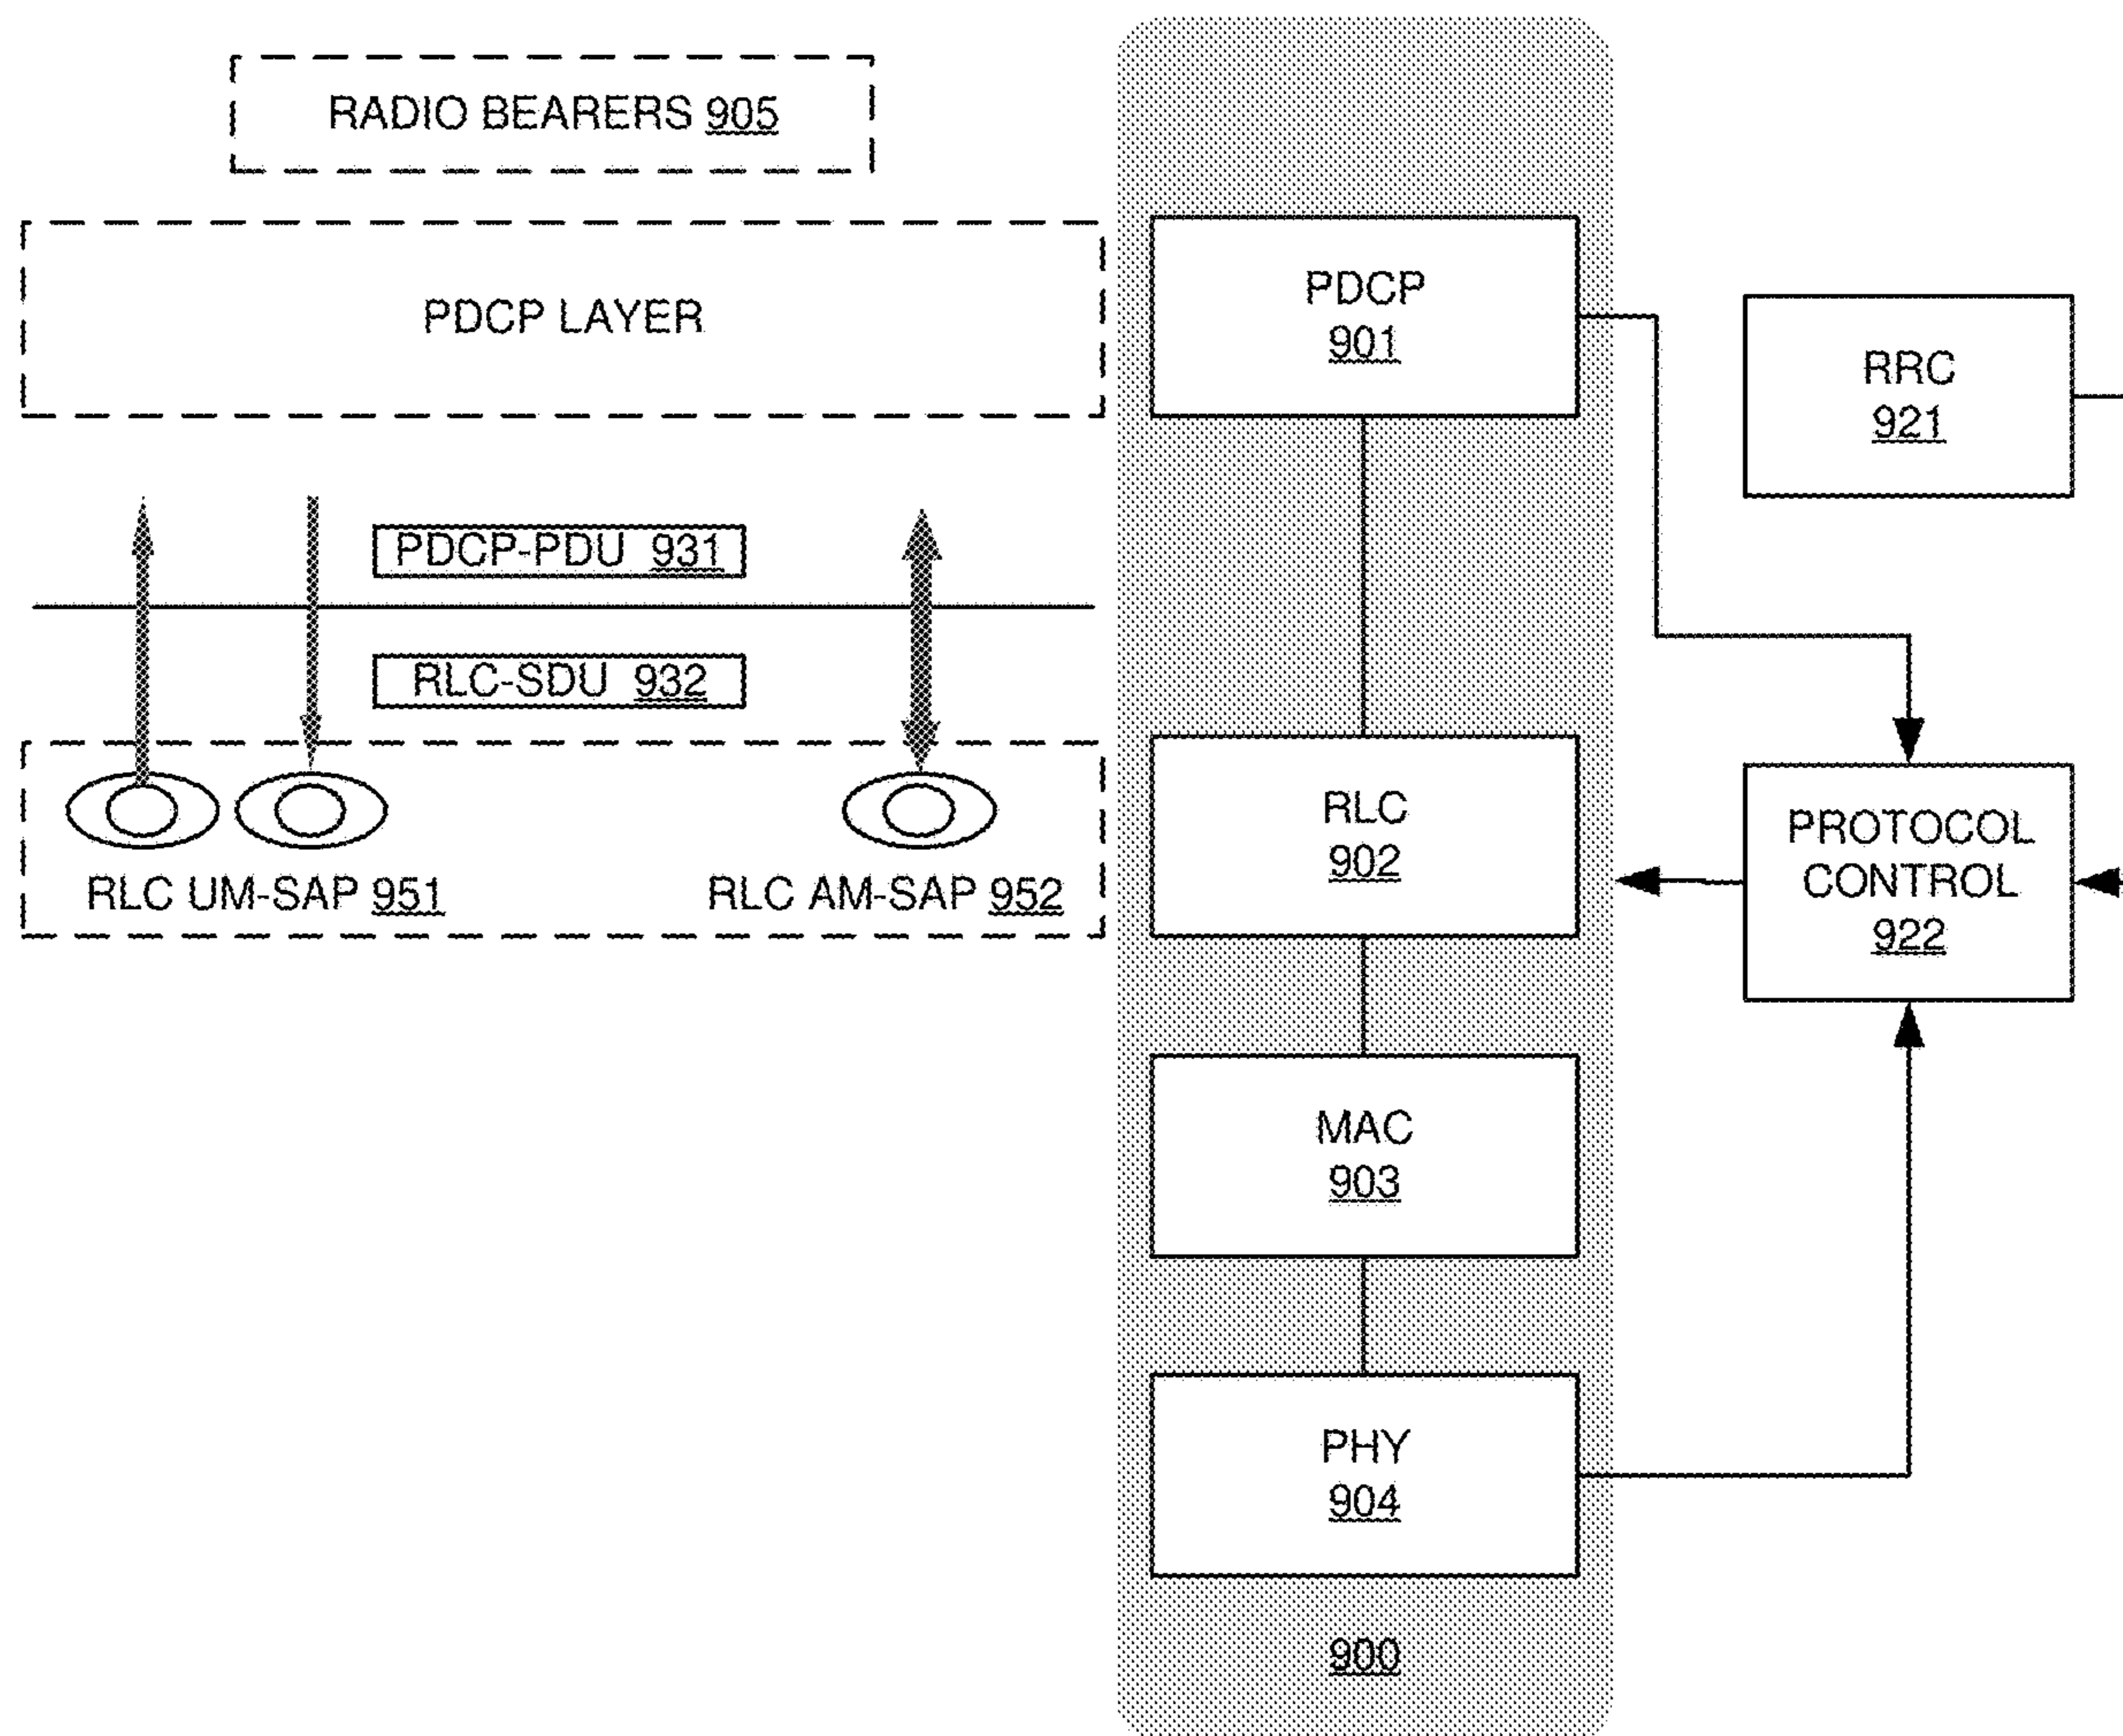 RADIO BEARERS 905
PDCP LAYER
PDCP-PDU 931
RLC-SDU 932
RLC UM-SAP 951
RLC AM-SAP 952
PDCP
901
RLC
902
MAC
903
PHY
904
900
RRC
921
PROTOCOL
CONTROL
922